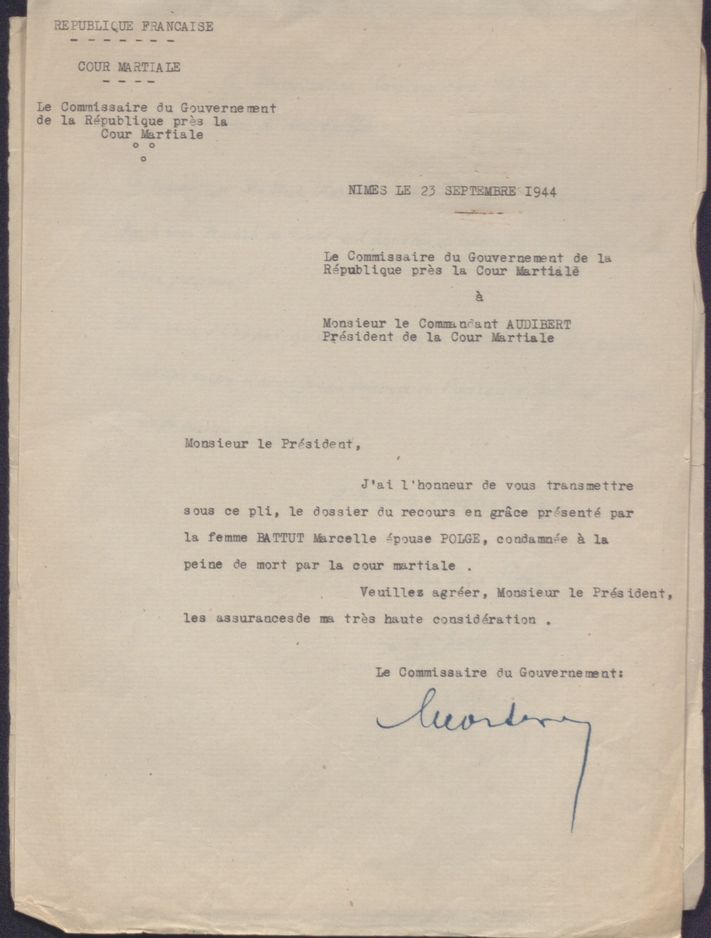 REPUBLIQUE FRANCAISE
- - - - - - -
COUR MARTIALE
- - - -
Le Commissaire du Gouvernement
de la République près la
Cour Martiale
° °
°
NIMES LE 23 SEPTEMBRE 1944
Le Commissaire du Gouvernement de la
République près la Cour Martiale
à
Monsieur le Commandant AUDIBERT
Président de la Cour Martiale
Monsieur le Président,
J'ai l'honneur de vous transmettre
sous ce pli, le dossier du recours en grâce présenté par
la femme BATTUT Marcelle épouse POLGE, condamnée à la
peine de mort par la cour martiale .
Veuillez agréer, Monsieur le Président,
les assurancesde ma très haute considération .
Le Commissaire du Gouvernement: